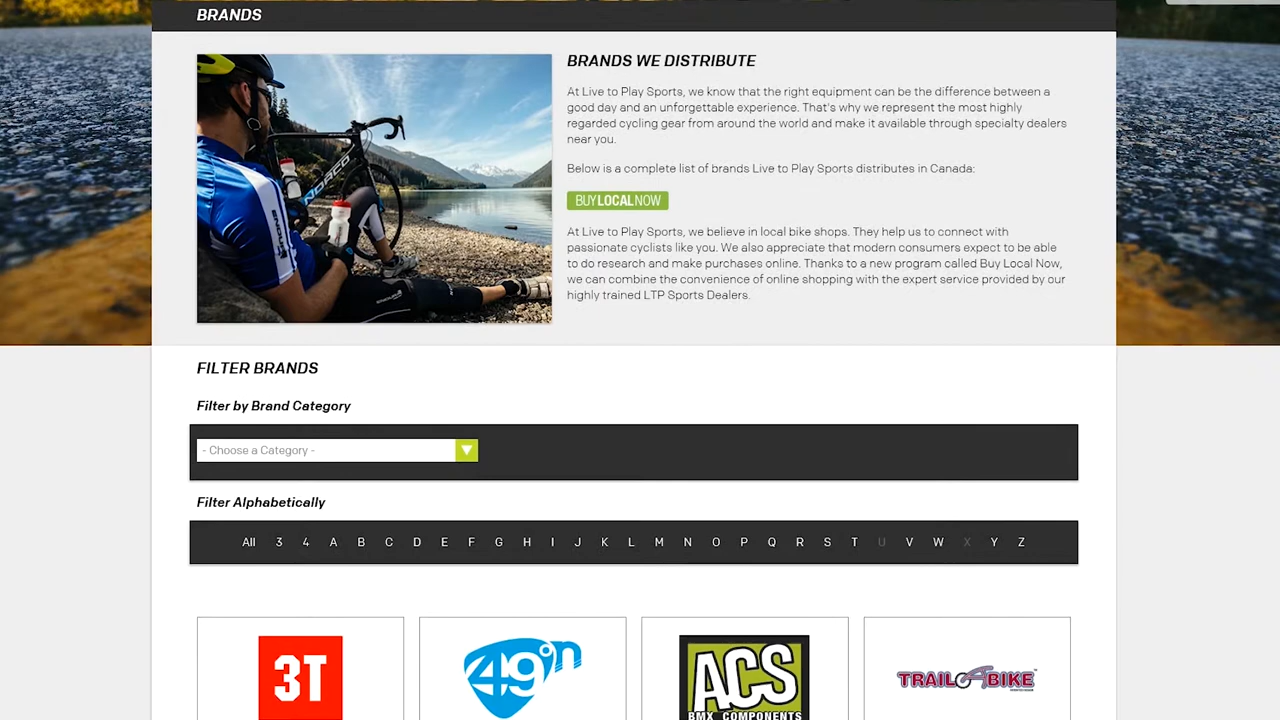 BRANDS
BRANDS WE DISTRIBUTE
At Live to Play Sports, we know that the right equipment can be the difference between a
good day and an unforgettable experience. That's why we represent the most highly
regarded cycling gear from around the world and make it available through specialty dealers
near you.
Below is a complete list of brands Live to Play Sports distributes in Canada:
BUYLOCALNOW
At Live to Play Sports, we believe in local bike shops. They help us to connect with
passionate cyclists like you. We also appreciate that modern consumers expect to be able
to do research and make purchases online. Thanks to a new program called Buy Local Now,
we can combine the convenience of online shopping with the expert service provided by our
highly trained LTP Sports Dealers.
NORCO
FILTER BRANDS
Filter by Brand Category
- Choose a Category -
Filter Alphabetically
All 3 4 A B C D E F G H I J K L M N O P Q R S T U V W X Y Z
3T
49°n
ACS
BMX COMPONENTS
TRAIL A BIKE